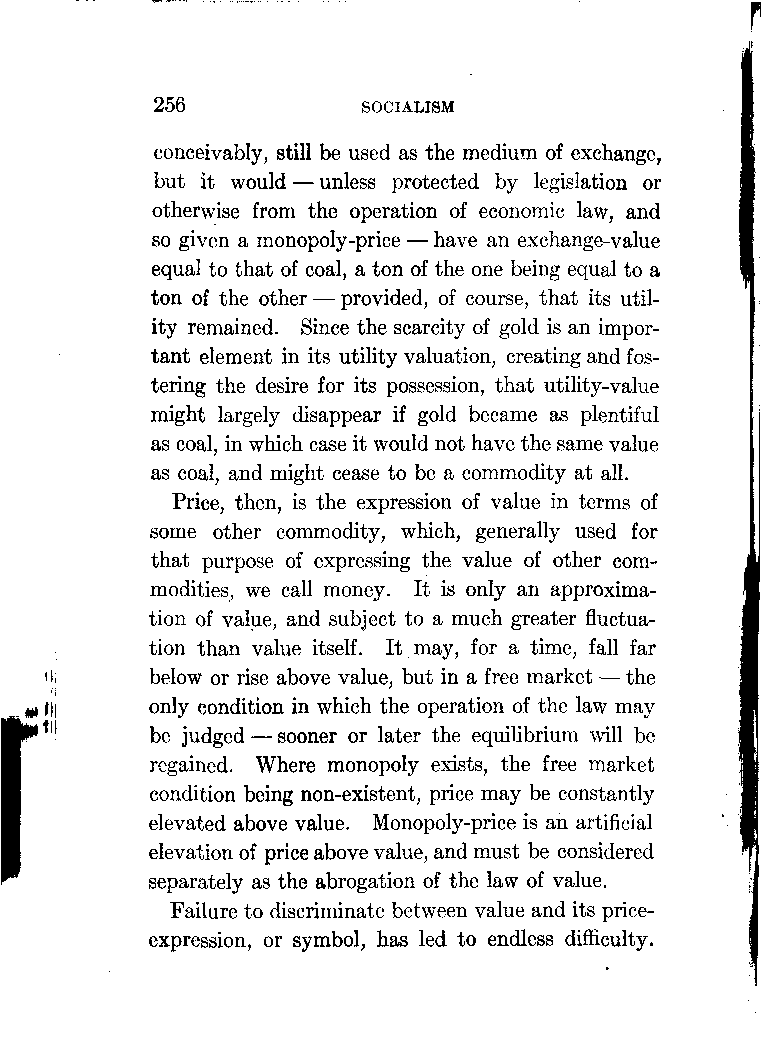 256 SOCIALISM
conceivably, still be used as the medium of exchange,
but it would — unless protected by legislation or
otherwise from the operation of economic law, and
so given a monopoly-price — have an exchange-value
equal to that of coal, a ton of the one being equal to a
ton of the other — provided, of course, that its util-
ity remained. Since the scarcity of gold is an impor-
tant element in its utility valuation, creating and fos-
tering the desire for its possession, that utility-value
might largely disappear if gold became as plentiful
as coal, in which case it would not have the same value
as coal, and might cease to be a commodity at all.
Price, then, is the expression of value in terms of
some other commodity, which, generally used for
that purpose of expressing the value of other com-
modities, we call money. It is only an approxima-
tion of value, and subject to a much greater fluctua-
tion than value itself. It may, for a time, fall far
below or rise above value, but in a free market — the
only condition in which the operation of the law may
be judged — sooner or later the equilibrium will be
regained. Where monopoly exists, the free market
condition being non-existent, price may be constantly
elevated above value. Monopoly-price is an artificial
elevation of price above value, and must be considered
separately as the abrogation of the law of value.
Failure to discriminate between value and its price-
expression, or symbol, has led to endless difficulty.